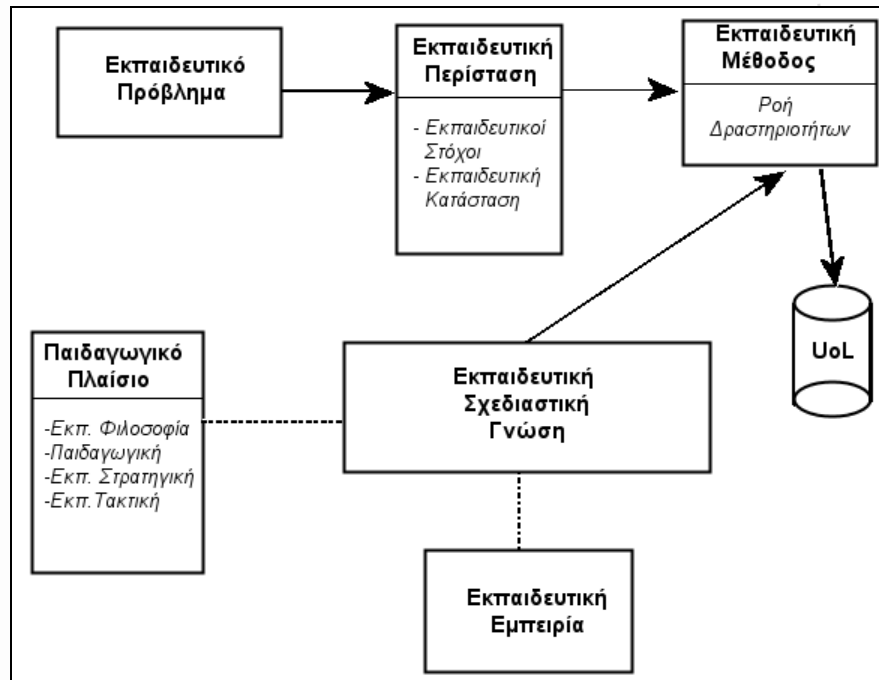 Εκπαιδευτικό
Πρόβλημα
Εκπαιδευτική
Περίσταση
- Εκπαιδευτικοί
Στόχοι
- Εκπαιδευτική
Κατάσταση
Εκπαιδευτική
Μέθοδος
Ροή
Δραστηριοτήτων
UoL
Παιδαγωγικό
Πλαίσιο
-Εκπ. Φιλοσοφία
-Παιδαγωγική
-Εκπ. Στρατηγική
-Εκπ.Τακτική
Εκπαιδευτική
Σχεδιαστική
Γνώση
Εκπαιδευτική
Εμπειρία